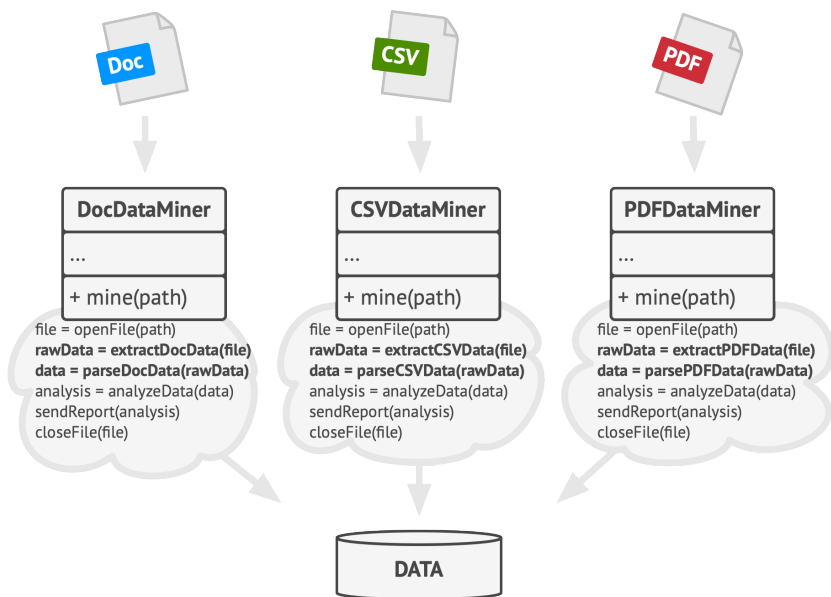 Doc
CSV
PDF
DocDataMiner
...
+ mine(path)
file = openFile(path)
rawData = extractDocData(file)
data = parseDocData(rawData)
analysis = analyzeData(data)
sendReport(analysis)
closeFile(file)
CSVDataMiner
...
+ mine(path)
file = openFile(path)
rawData = extractCSVData(file)
data = parseCSVData(rawData)
analysis = analyzeData(data)
sendReport(analysis)
closeFile(file)
PDFDataMiner
...
+ mine(path)
file = openFile(path)
rawData = extractPDFData(file)
data = parsePDFData(rawData)
analysis = analyzeData(data)
sendReport(analysis)
closeFile(file)
DATA